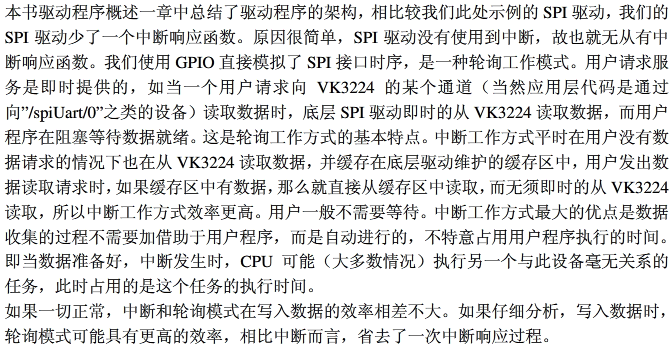 本书驱动程序概述一章中总结了驱动程序的架构，相比较我们此处示例的 SPI 驱动，我们的
SPI 驱动少了一个中断响应函数。原因很简单，SPI 驱动没有使用到中断，故也就无从有中
断响应函数。我们使用 GPIO 直接模拟了 SPI 接口时序，是一种轮询工作模式。用户请求服
务是即时提供的，如当一个用户请求向 VK3224 的某个通道（当然应用层代码是通过
向”/spiUart/0”之类的设备）读取数据时，底层 SPI 驱动即时的从 VK3224 读取数据，而用户
程序在阻塞等待数据就绪。这是轮询工作方式的基本特点。中断工作方式平时在用户没有数
据请求的情况下也在从 VK3224 读取数据，并缓存在底层驱动维护的缓存区中，用户发出数
据读取请求时，如果缓存区中有数据，那么就直接从缓存区中读取，而无须即时的从 VK3224
读取，所以中断工作方式效率更高。用户一般不需要等待。中断工作方式最大的优点是数据
收集的过程不需要加借助于用户程序，而是自动进行的，不特意占用用户程序执行的时间。
即当数据准备好，中断发生时，CPU 可能（大多数情况）执行另一个与此设备毫无关系的
任务，此时占用的是这个任务的执行时间。
如果一切正常，中断和轮询模式在写入数据的效率相差不大。如果仔细分析，写入数据时，
轮询模式可能具有更高的效率，相比中断而言，省去了一次中断响应过程。